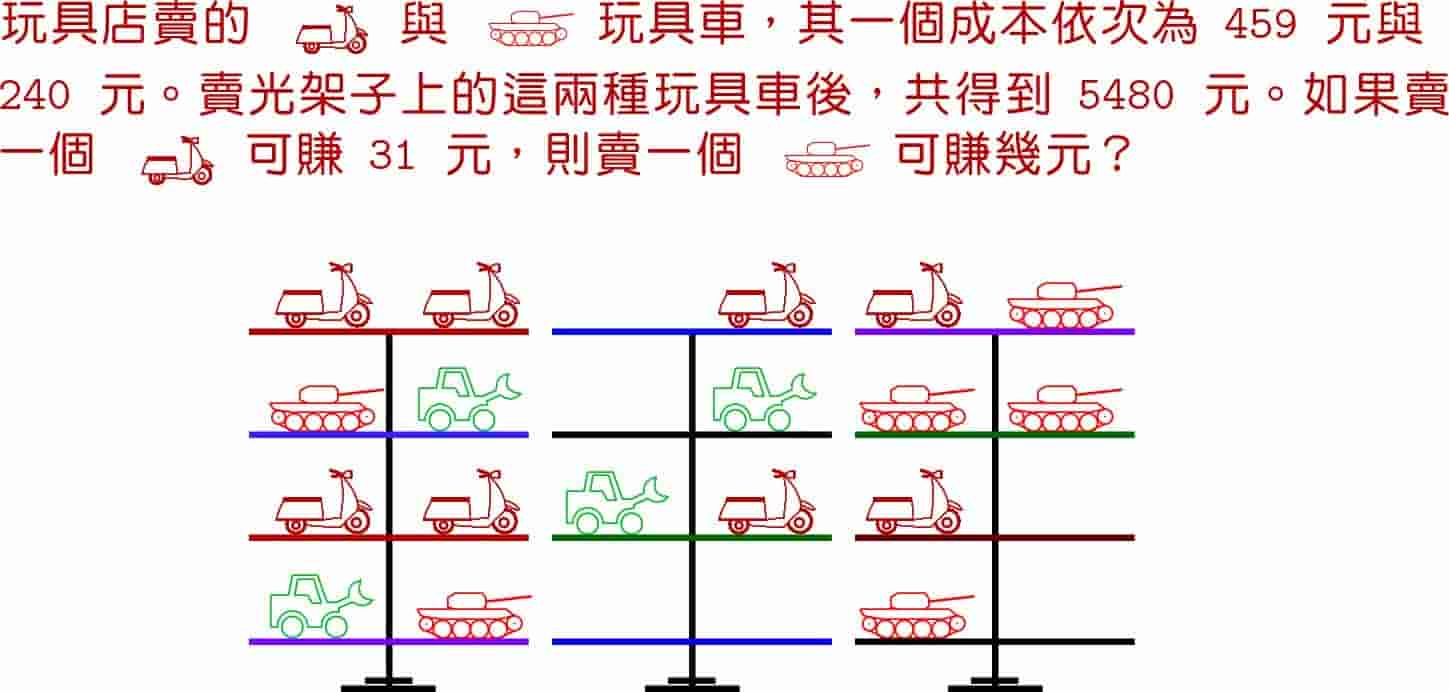 玩具店賣的 與 玩具車，其一個成本依次為 459 元與
240 元。賣光架子上的這兩種玩具車後，共得到 5480 元。如果賣
一個 可賺 31 元，則賣一個 可賺幾元？